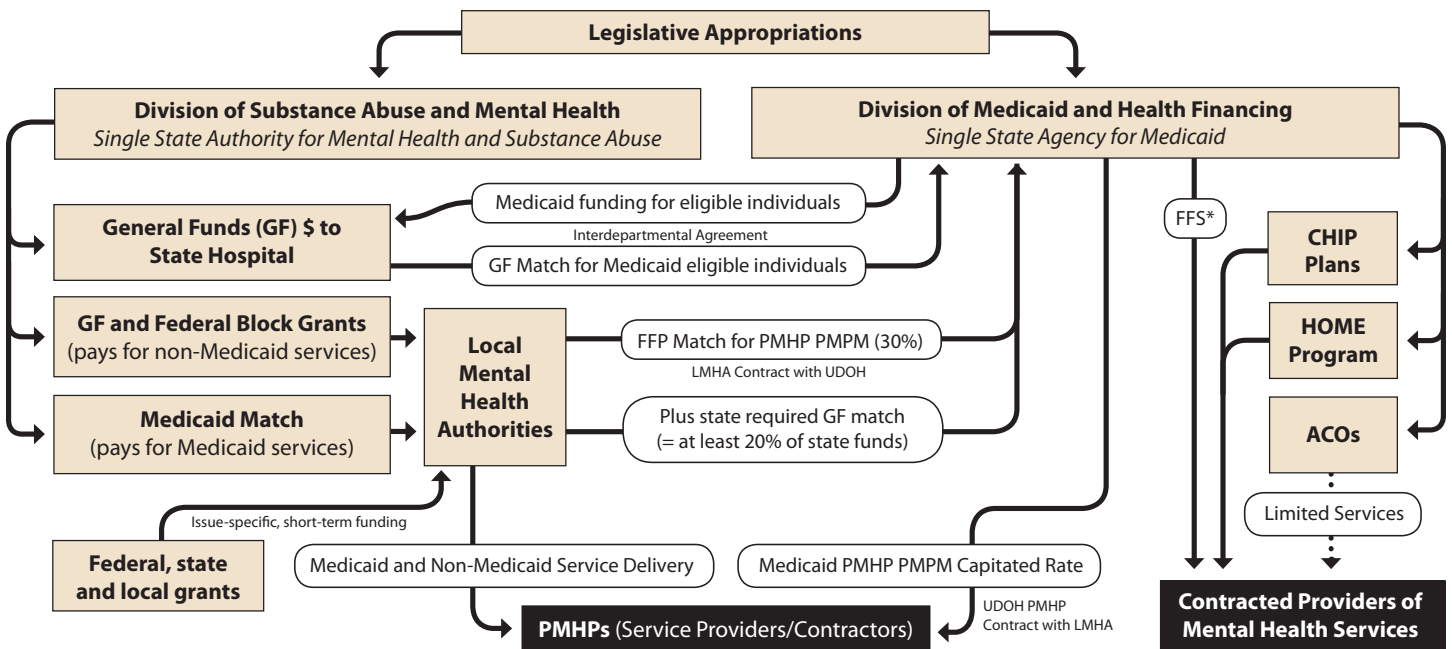 Legislative Appropriations
Division of Substance Abuse and Mental Health
Single State Authority for Mental Health and Substance Abuse
Division of Medicaid and Health Financing
Single State Agency for Medicaid
General Funds (GF) $ to
State Hospital
Medicaid funding for eligible individuals
Interdepartmental Agreement
GF Match for Medicaid eligible individuals
FFS*
CHIP
Plans
GF and Federal Block Grants
(pays for non-Medicaid services)
Local
Mental
Health
Authorities
FFP Match for PMHP PMPM (30%)
LMHA Contract with UDOH
HOME
Program
Medicaid Match
(pays for Medicaid services)
Plus state required GF match
(= at least 20% of state funds)
ACOs
Limited Services
Issue-specific, short-term funding
Federal, state
and local grants
Medicaid and Non-Medicaid Service Delivery
Medicaid PMHP PMPM Capitated Rate
UDOH PMHP
Contract with LMHA
PMHPs (Service Providers/Contractors)
Contracted Providers of
Mental Health Services